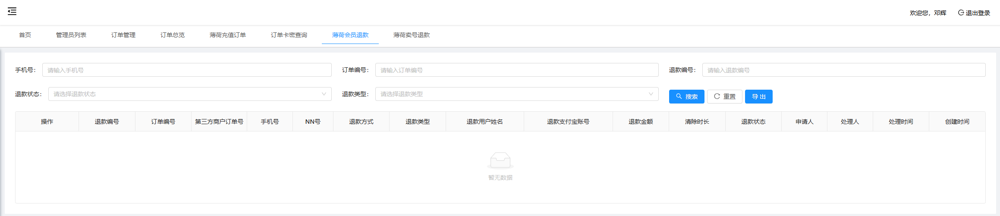 欢迎您，邓辉 退出登录
首页 管理员列表 订单管理 订单总览 薄荷充值订单 订单卡密查询 薄荷会员退款 薄荷卖号退款
手机号： 请输入手机号 订单编号： 请输入订单编号 退款编号： 请输入退款编号
退款状态： 请选择退款状态 退款类型： 请选择退款类型 搜索 重置 导 出
操作 退款编号 订单编号 第三方商户订单号 手机号 NN号 退款方式 退款类型 退款用户姓名 退款支付宝账号 退款金额 清除时长 退款状态 申请人 处理人 处理时间 创建时间
暂无数据